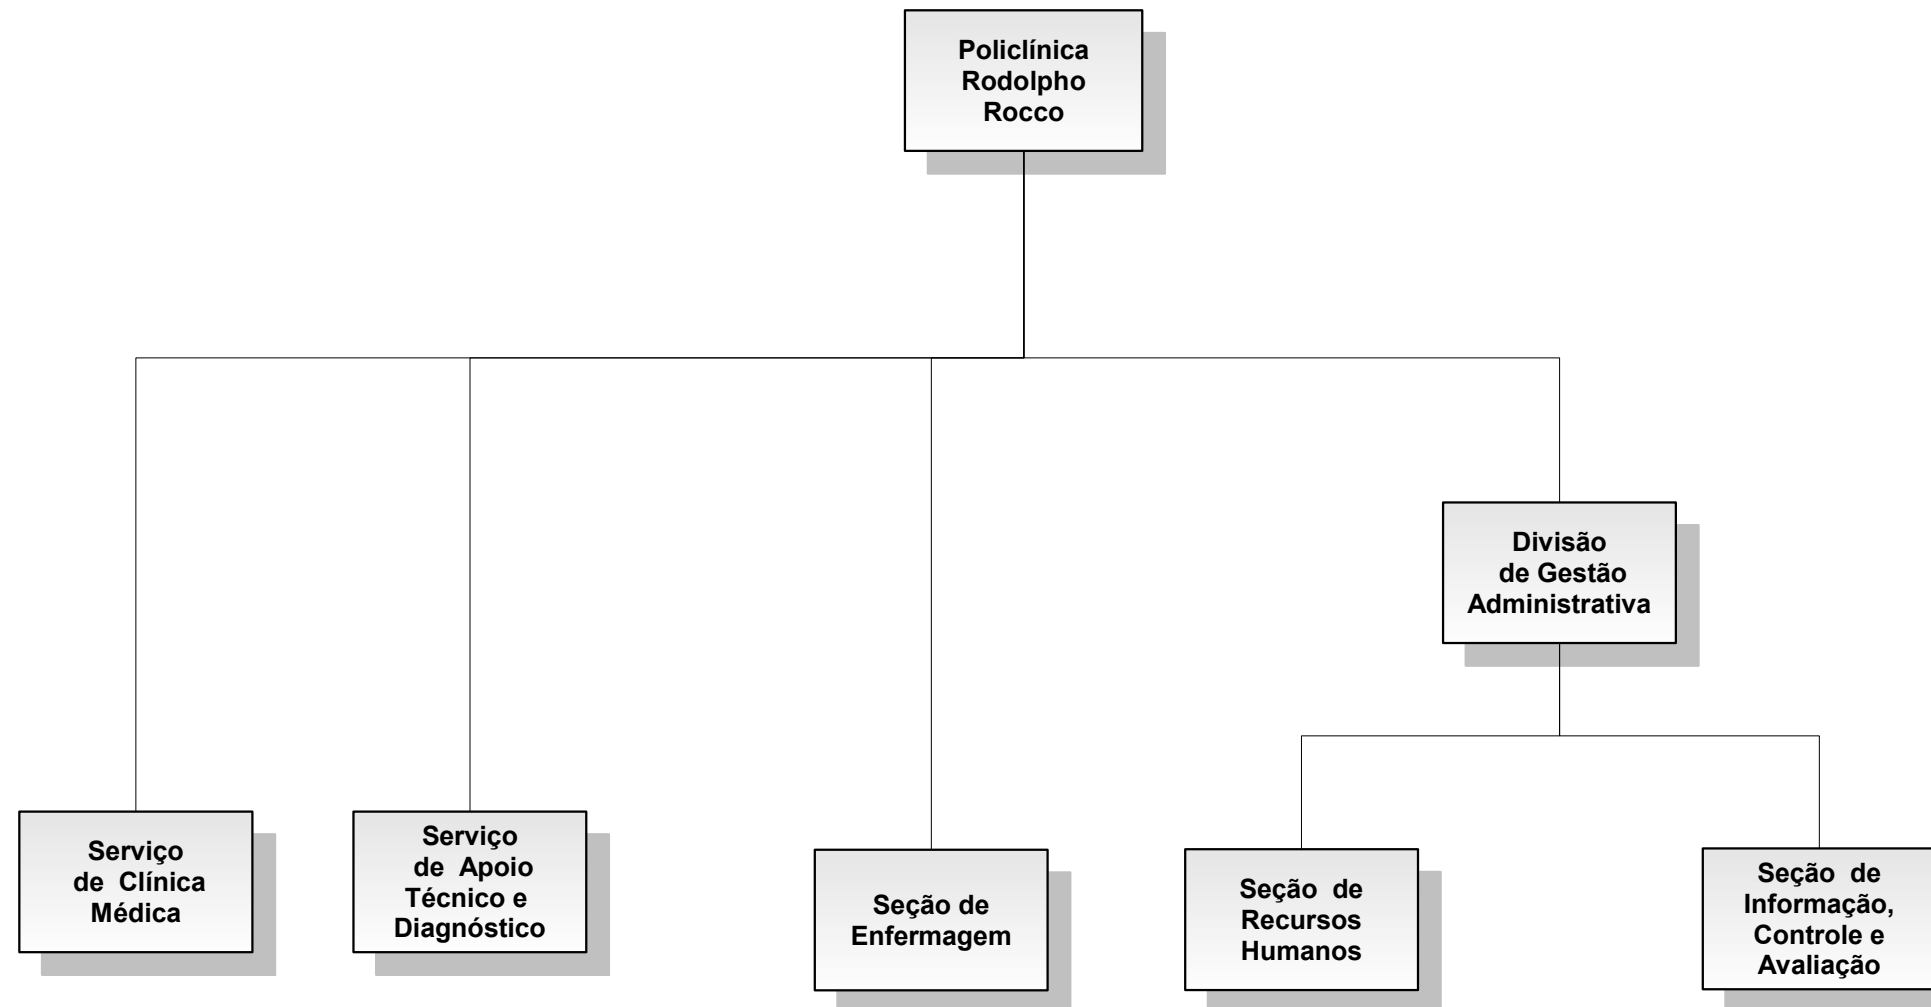 Policlínica
Rodolpho
Rocco
Divisão
de Gestão
Administrativa
Serviço
de Clínica
Médica
Serviço
de Apoio
Técnico e
Diagnóstico
Seção de
Enfermagem
Seção de
Recursos
Humanos
Seção de
Informação,
Controle e
Avaliação